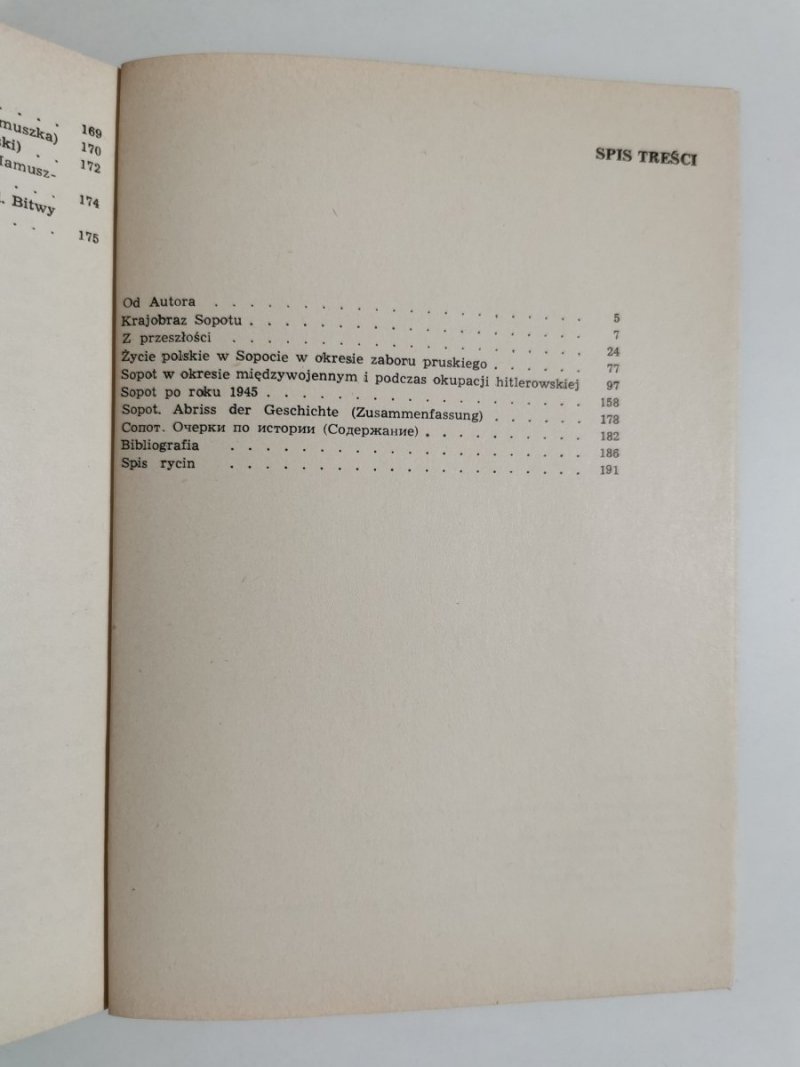 muszka) 169
ki) . 170
Mamusz- 172
. . . 174
. Bitwy
. . . 175
SPIS TREŚCI
Od Autora . . . . . . . . . . . . . . . . . . . . . 5
Krajobraz Sopotu . . . . . . . . . . . . . . . . . . . 7
Z przeszłości . . . . . . . . . . . . . . . . . . . . 24
Życie polskie w Sopocie w okresie zaboru pruskiego . . . . . 77
Sopot w okresie międzywojennym i podczas okupacji hitlerowskiej 97
Sopot po roku 1945 . . . . . . . . . . . . . . . . . . 158
Sopot. Abriss der Geschichte (Zusammenfassung) . . . . . 178
Сопот. Очерки по истории (Содержание) . . . . . . . . . 182
Bibliografia . . . . . . . . . . . . . . . . . . . . 186
Spis rycin . . . . . . . . . . . . . . . . . . . . 191